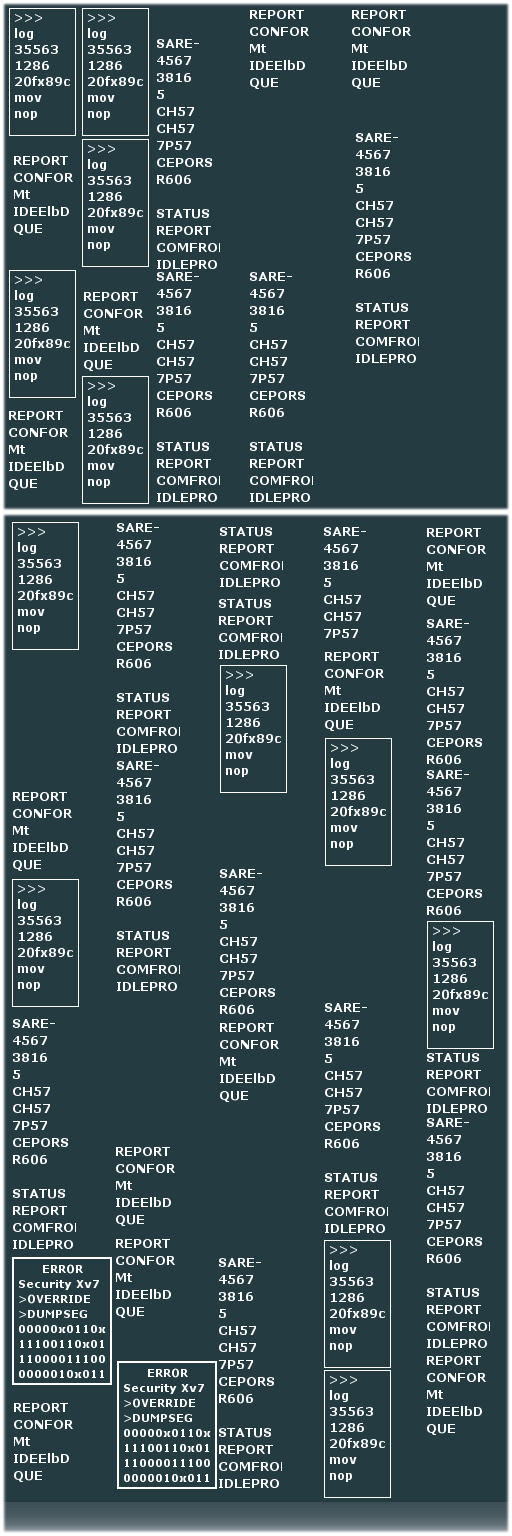 >>>
log
35563
1286
20fx89c
mov
nop
REPORT
CONFOR
Mt
IDEElbD
QUE
>>>
log
35563
1286
20fx89c
mov
nop
REPORT
CONFOR
Mt
IDEElbD
QUE
>>>
log
35563
1286
20fx89c
mov
nop
>>>
log
35563
1286
20fx89c
mov
nop
REPORT
CONFOR
Mt
IDEElbD
QUE
>>>
log
35563
1286
20fx89c
mov
nop
SARE-
4567
3816
5
CH57
CH57
7P57
CEPORS
R606
STATUS
REPORT
COMFROI
IDLEPRO
SARE-
4567
3816
5
CH57
CH57
7P57
CEPORS
R606
STATUS
REPORT
COMFROI
IDLEPRO
REPORT
CONFOR
Mt
IDEElbD
QUE
SARE-
4567
3816
5
CH57
CH57
7P57
CEPORS
R606
STATUS
REPORT
COMFROI
IDLEPRO
REPORT
CONFOR
Mt
IDEElbD
QUE
SARE-
4567
3816
5
CH57
CH57
7P57
CEPORS
R606
STATUS
REPORT
COMFROI
IDLEPRO
>>>
log
35563
1286
20fx89c
mov
nop
REPORT
CONFOR
Mt
IDEElbD
QUE
>>>
log
35563
1286
20fx89c
mov
nop
SARE-
4567
3816
5
CH57
CH57
7P57
CEPORS
R606
STATUS
REPORT
COMFROI
IDLEPRO
ERROR
Security Xv7
>OVERRIDE
>DUMPSEG
00000x0110x
11100110x01
11000011100
0000010x011
REPORT
CONFOR
Mt
IDEElbD
QUE
SARE-
4567
3816
5
CH57
CH57
7P57
CEPORS
R606
STATUS
REPORT
COMFROI
IDLEPRO
SARE-
4567
3816
5
CH57
CH57
7P57
CEPORS
R606
STATUS
REPORT
COMFROI
IDLEPRO
REPORT
CONFOR
Mt
IDEElbD
QUE
REPORT
CONFOR
Mt
IDEElbD
QUE
ERROR
Security Xv7
>OVERRIDE
>DUMPSEG
00000x0110x
11100110x01
11000011100
0000010x011
STATUS
REPORT
COMFROI
IDLEPRO
STATUS
REPORT
COMFROI
IDLEPRO
>>>
log
35563
1286
20fx89c
mov
nop
SARE-
4567
3816
5
CH57
CH57
7P57
CEPORS
R606
REPORT
CONFOR
Mt
IDEElbD
QUE
SARE-
4567
3816
5
CH57
CH57
7P57
CEPORS
R606
STATUS
REPORT
COMFROI
IDLEPRO
SARE-
4567
3816
5
CH57
CH57
7P57
REPORT
CONFOR
Mt
IDEElbD
QUE
>>>
log
35563
1286
20fx89c
mov
nop
SARE-
4567
3816
5
CH57
CH57
7P57
CEPORS
R606
STATUS
REPORT
COMFROI
IDLEPRO
>>>
log
35563
1286
20fx89c
mov
nop
>>>
log
35563
1286
20fx89c
mov
nop
REPORT
CONFOR
Mt
IDEElbD
QUE
SARE-
4567
3816
5
CH57
CH57
7P57
CEPORS
R606
SARE-
4567
3816
5
CH57
CH57
7P57
CEPORS
R606
>>>
log
35563
1286
20fx89c
mov
nop
STATUS
REPORT
COMFROI
IDLEPRO
SARE-
4567
3816
5
CH57
CH57
7P57
CEPORS
R606
STATUS
REPORT
COMFROI
IDLEPRO
REPORT
CONFOR
Mt
IDEElbD
QUE